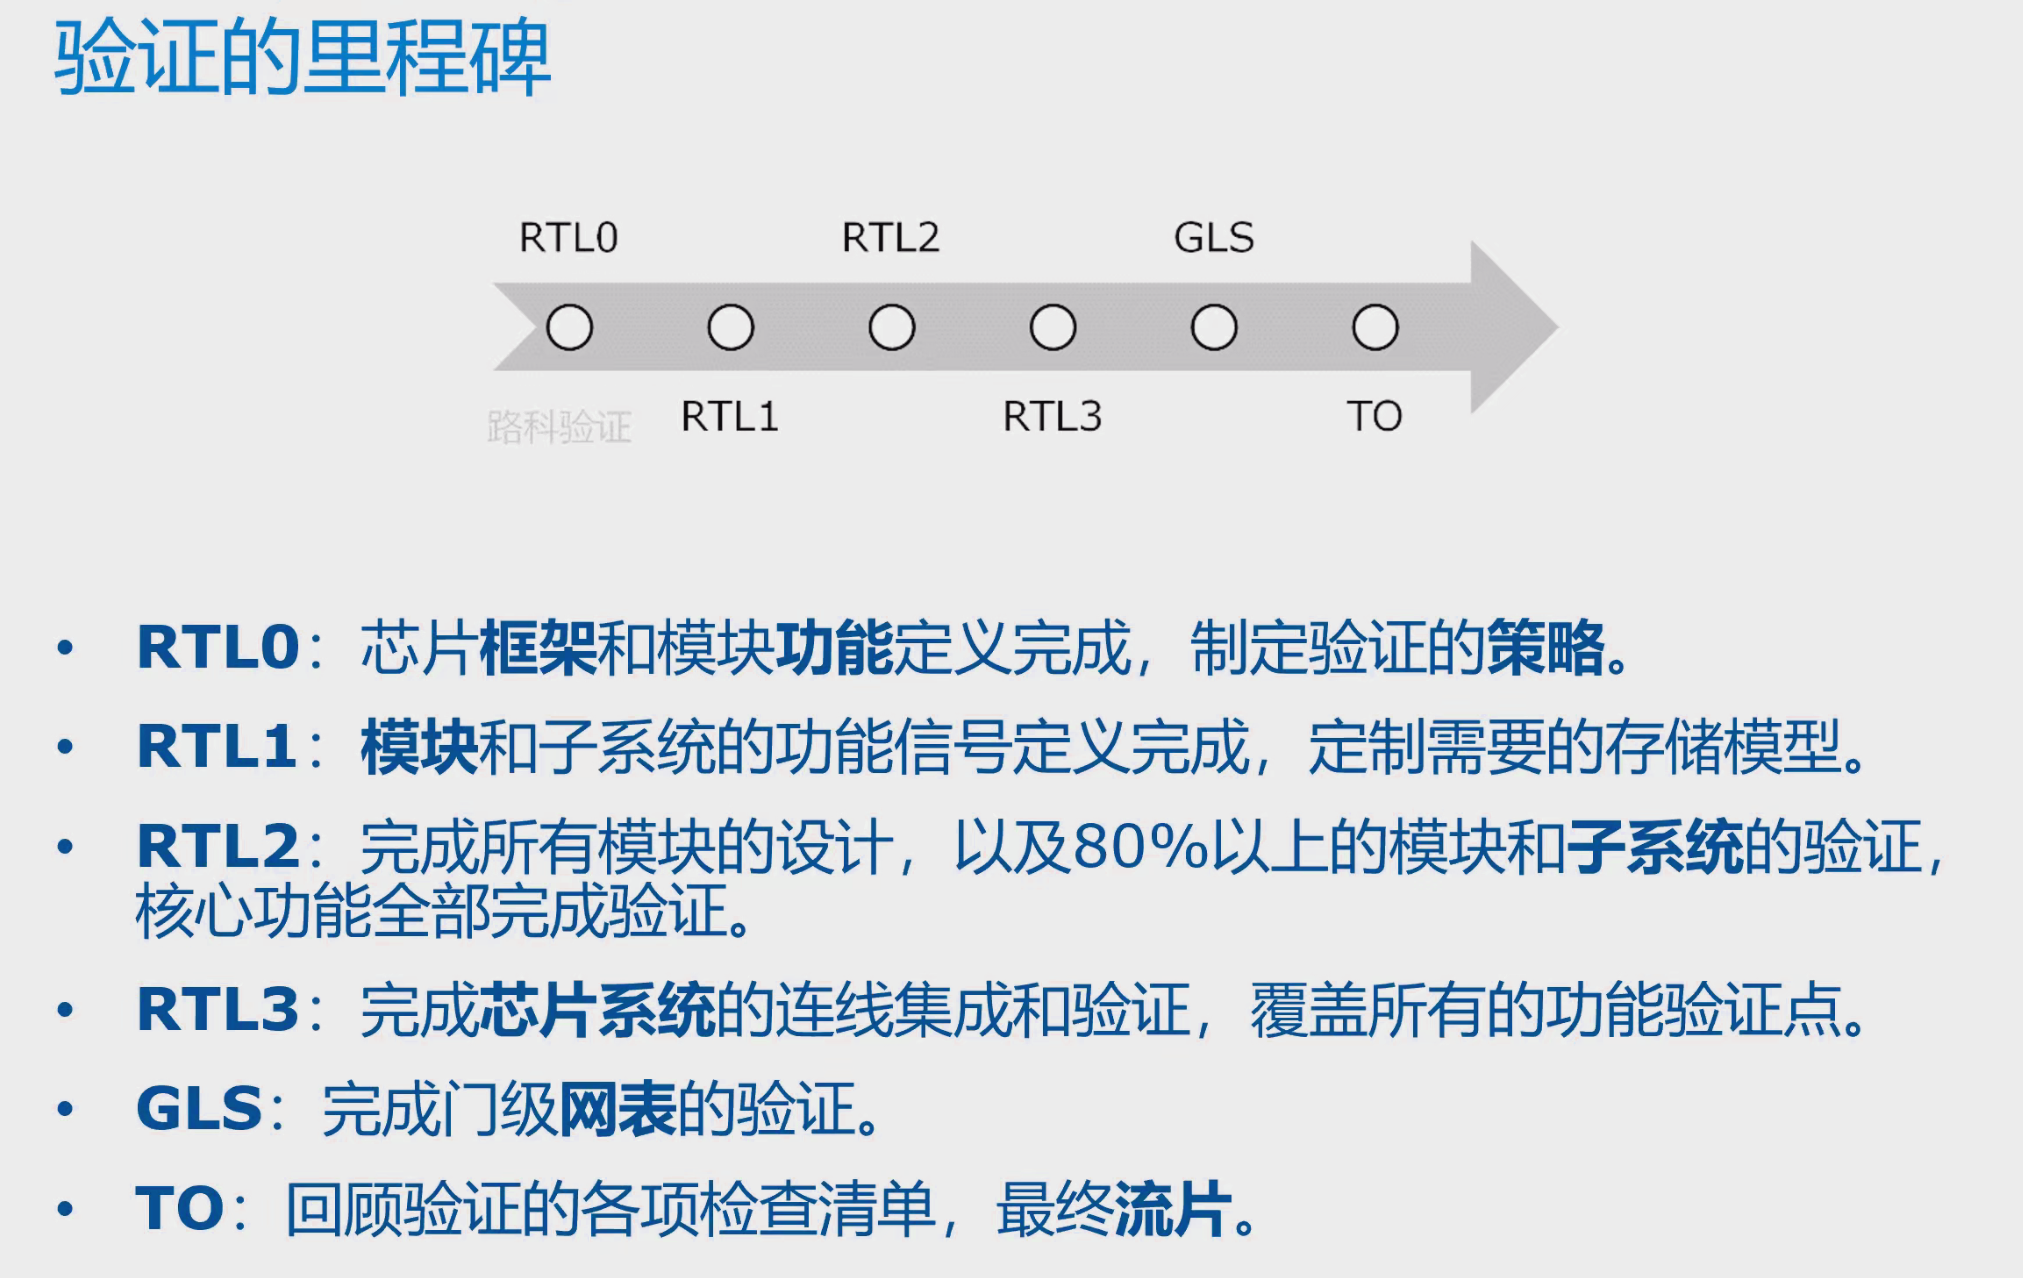 验证的里程碑
RTL0
RTL2
GLS
路科验证
RTL1
RTL3
TO
• RTL0：芯片框架和模块功能定义完成，制定验证的策略。
• RTL1：模块和子系统的功能信号定义完成，定制需要的存储模型。
• RTL2：完成所有模块的设计，以及80%以上的模块和子系统的验证，
核心功能全部完成验证。
• RTL3：完成芯片系统的连线集成和验证，覆盖所有的功能验证点。
• GLS：完成门级网表的验证。
• TO：回顾验证的各项检查清单，最终流片。